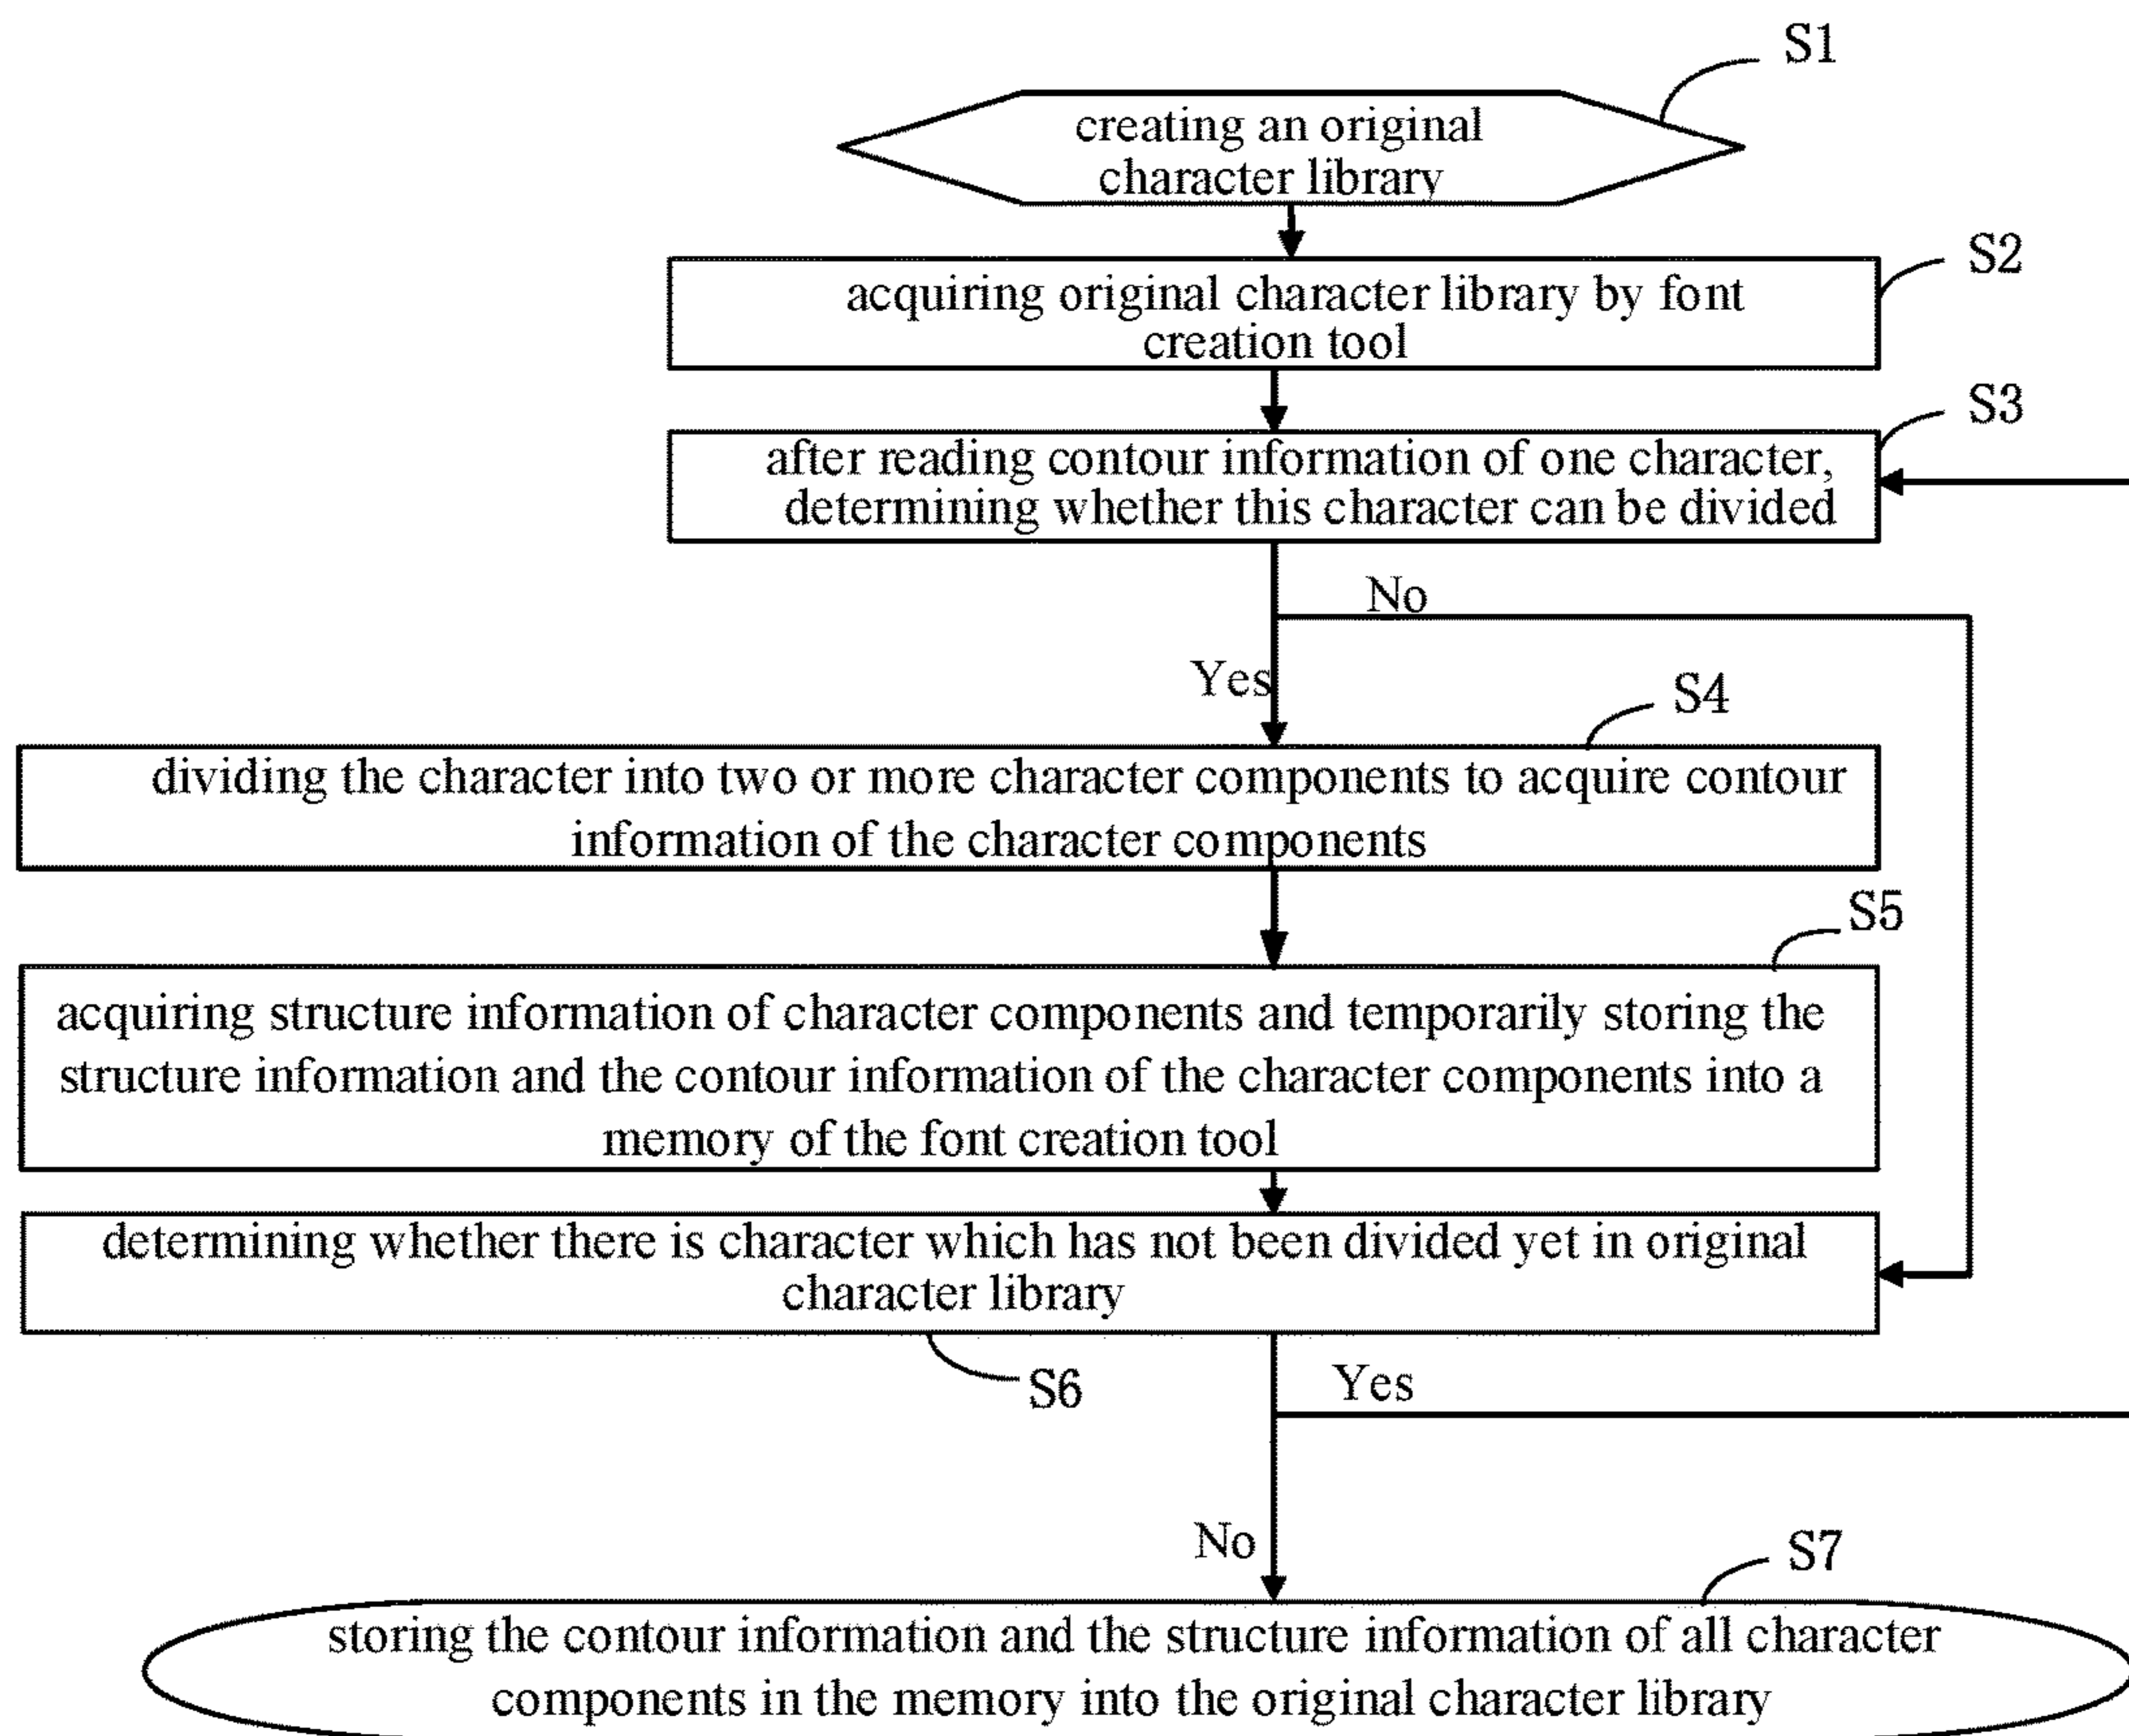 S1
creating an original
character library
S2
acquiring original character library by font
creation tool
S3
after reading contour information of one character,
determining whether this character can be divided
No
Yes
S4
dividing the character into two or more character components to acquire contour
information of the character components
S5
acquiring structure information of character components and temporarily storing the
structure information and the contour information of the character components into a
memory of the font creation tool
determining whether there is character which has not been divided yet in original
character library
S6
Yes
No
S7
storing the contour information and the structure information of all character
components in the memory into the original character library